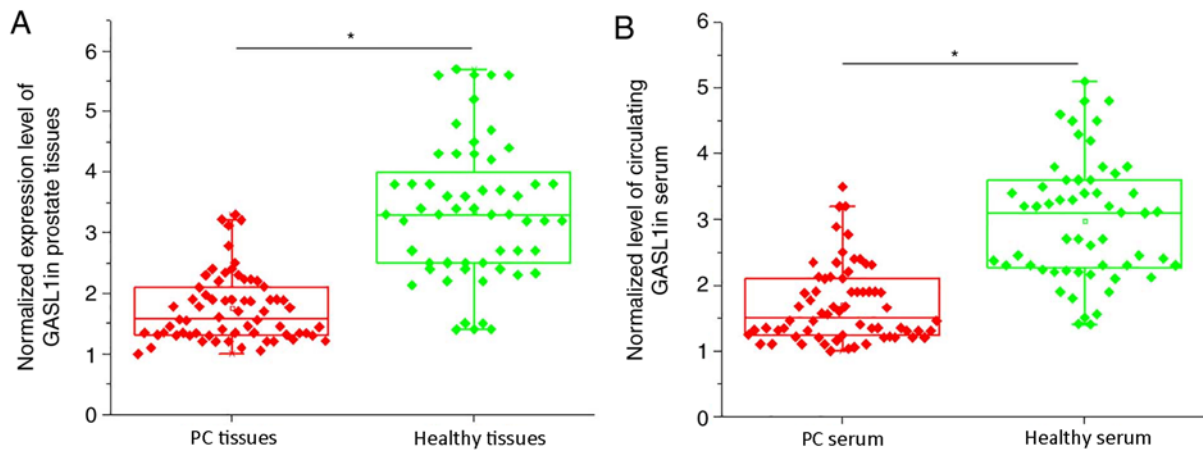 A
*
Normalized expression level of
GASL1in prostate tissues
6
5
4
3
2
1
0
PC tissues
Healthy tissues
B
*
Normalized level of circulating
GASL1in serum
6
5
4
3
2
1
0
PC serum
Healthy serum